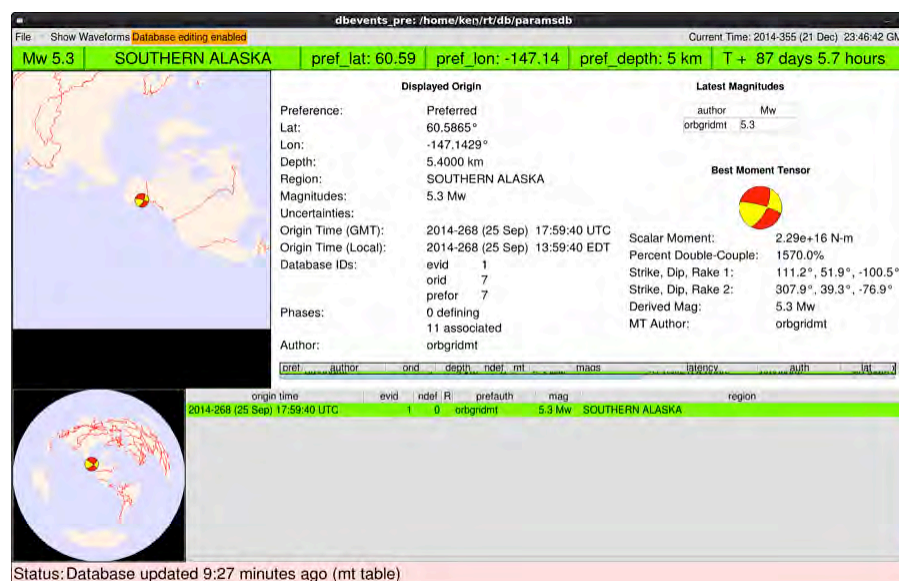 dbevents_pre: /home/ken/rt/db/paramsdb
File Show Waveforms Database editing enabled Current Time: 2014-355 (21 Dec) 23:46:42 GM
Mw 5.3 SOUTHERN ALASKA pref_lat: 60.59 pref_lon: -147.14 pref_depth: 5 km T + 87 days 5.7 hours
Displayed Origin
Preference: Preferred
Lat: 60.5865°
Lon: -147.1429°
Depth: 5.4000 km
Region: SOUTHERN ALASKA
Magnitudes: 5.3 Mw
Uncertainties:
Origin Time (GMT): 2014-268 (25 Sep) 17:59:40 UTC
Origin Time (Local): 2014-268 (25 Sep) 13:59:40 EDT
Database IDs: evid 1
orid 7
prefor 7
Phases: 0 defining
11 associated
Author: orbgridmt
Latest Magnitudes
author Mw
orbgridmt 5.3
Best Moment Tensor
Scalar Moment: 2.29e+16 N-m
Percent Double-Couple: 1570.0%
Strike, Dip, Rake 1: 111.2°, 51.9°, -100.5°
Strike, Dip, Rake 2: 307.9°, 39.3°, -76.9°
Derived Mag: 5.3 Mw
MT Author: orbgridmt
pref author orid depth ndef mt mags latency auth lat
origin time evid ndef R prefauth mag region
2014-268 (25 Sep) 17:59:40 UTC 1 0 orbgridmt 5.3 Mw SOUTHERN ALASKA
Status: Database updated 9:27 minutes ago (mt table)